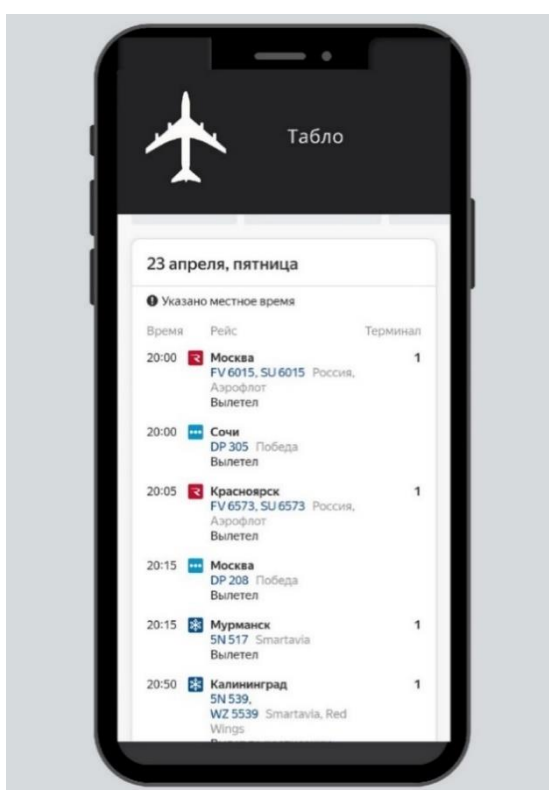 Табло
23 апреля, пятница
Указано местное время
Время Рейс Терминал
20:00 Москва 1
FV 6015, SU 6015 Россия,
Аэрофлот
Вылетел
20:00 Сочи
DP 305 Победа
Вылетел
20:05 Красноярск 1
FV 6573, SU 6573 Россия,
Аэрофлот
Вылетел
20:15 Москва
DP 208 Победа
Вылетел
20:15 Мурманск 1
5N 517 Smartavia
Вылетел
20:50 Калининград 1
5N 539,
WZ 5539 Smartavia, Red
Wings